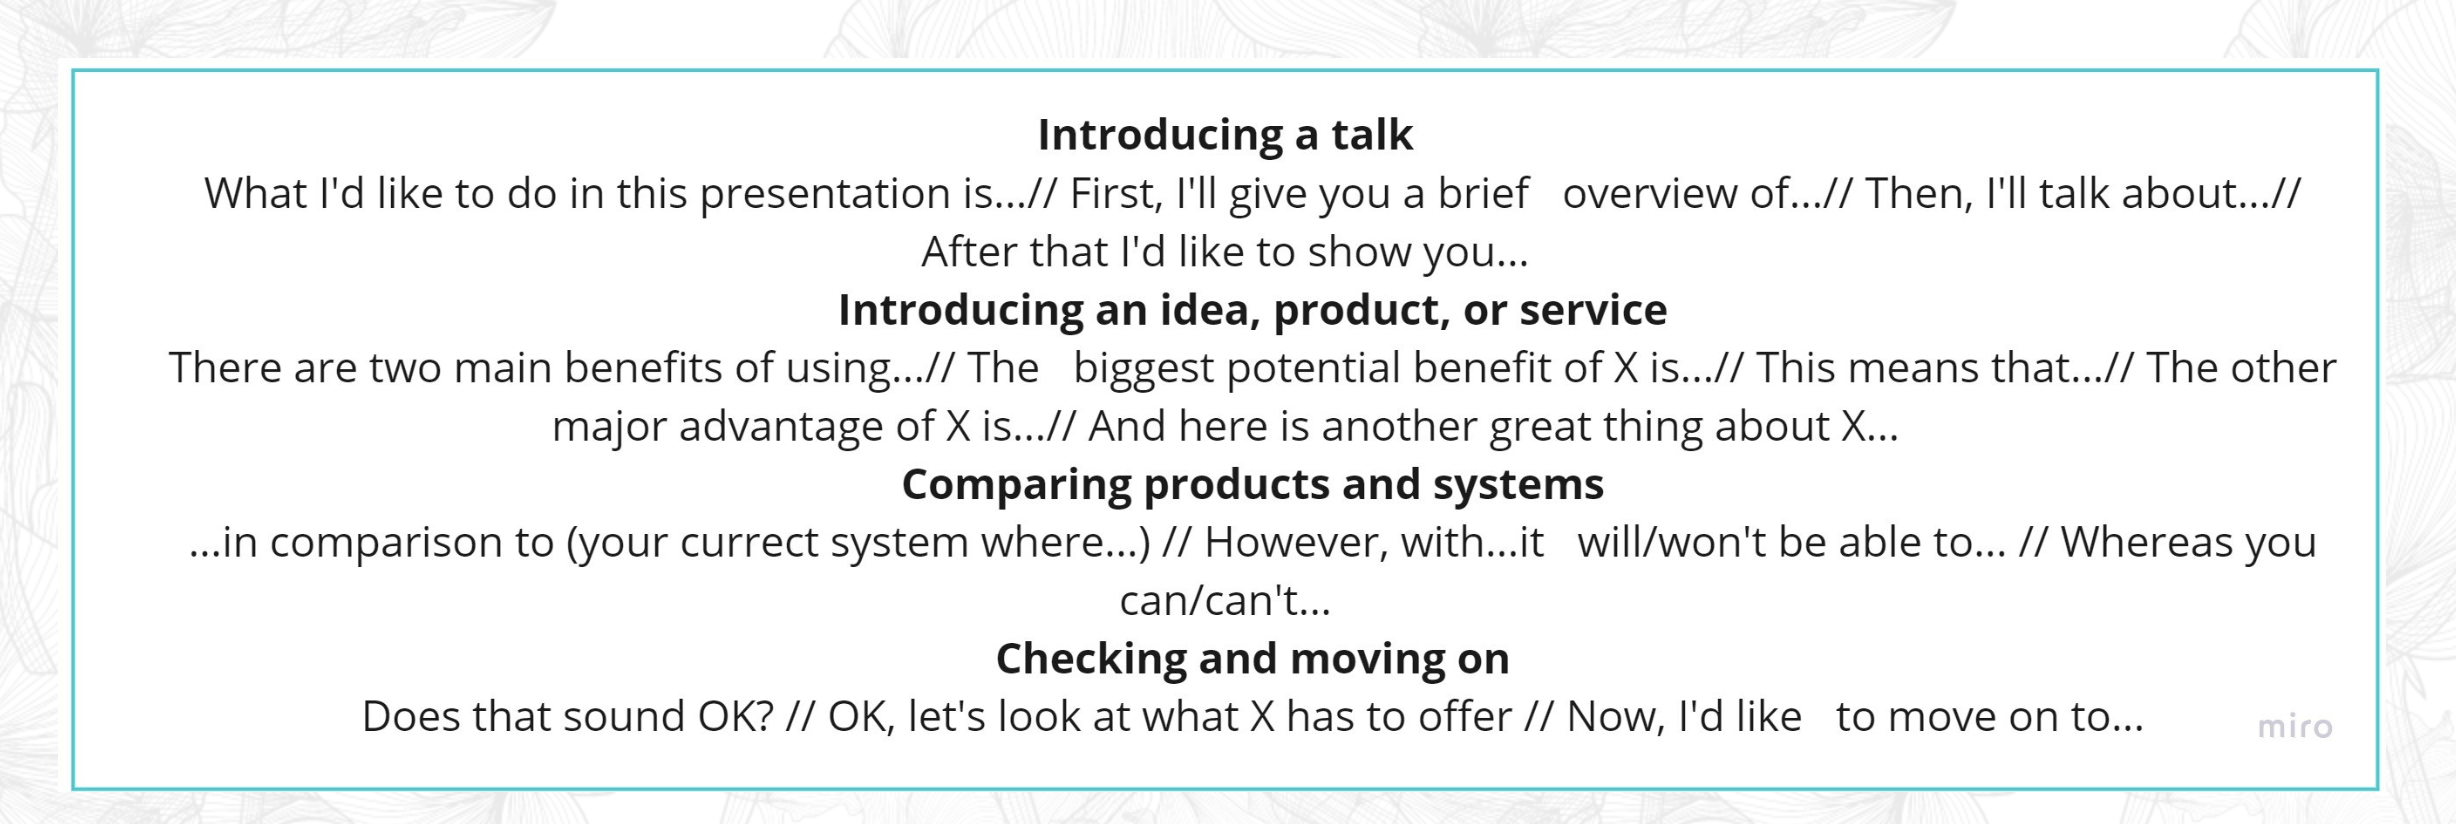 Introducing a talk
What I'd like to do in this presentation is...// First, I'll give you a brief   overview of...// Then, I'll talk about...//
After that I'd like to show you...
Introducing an idea, product, or service
There are two main benefits of using...// The   biggest potential benefit of X is...// This means that...// The other
major advantage of X is...// And here is another great thing about X...
Comparing products and systems
...in comparison to (your currect system where...) // However, with...it   will/won't be able to... // Whereas you
can/can't...
Checking and moving on
Does that sound OK? // OK, let's look at what X has to offer // Now, I'd like   to move on to...
miro